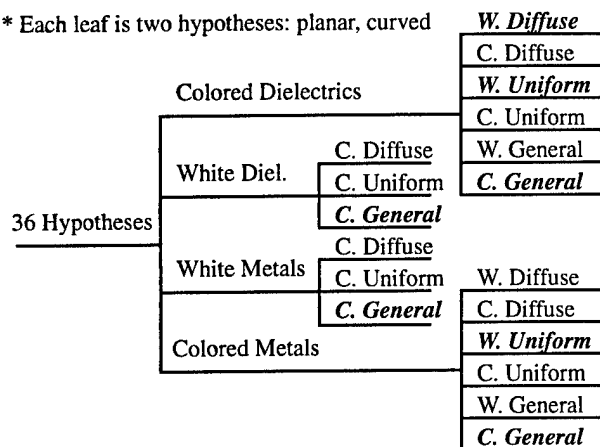 * Each leaf is two hypotheses: planar, curved
36 Hypotheses
Colored Dielectrics
W. Diffuse
C. Diffuse
W. Uniform
C. Uniform
W. General
C. General
White Diel.
C. Diffuse
C. Uniform
C. General
White Metals
C. Diffuse
C. Uniform
C. General
Colored Metals
W. Diffuse
C. Diffuse
W. Uniform
C. Uniform
W. General
C. General